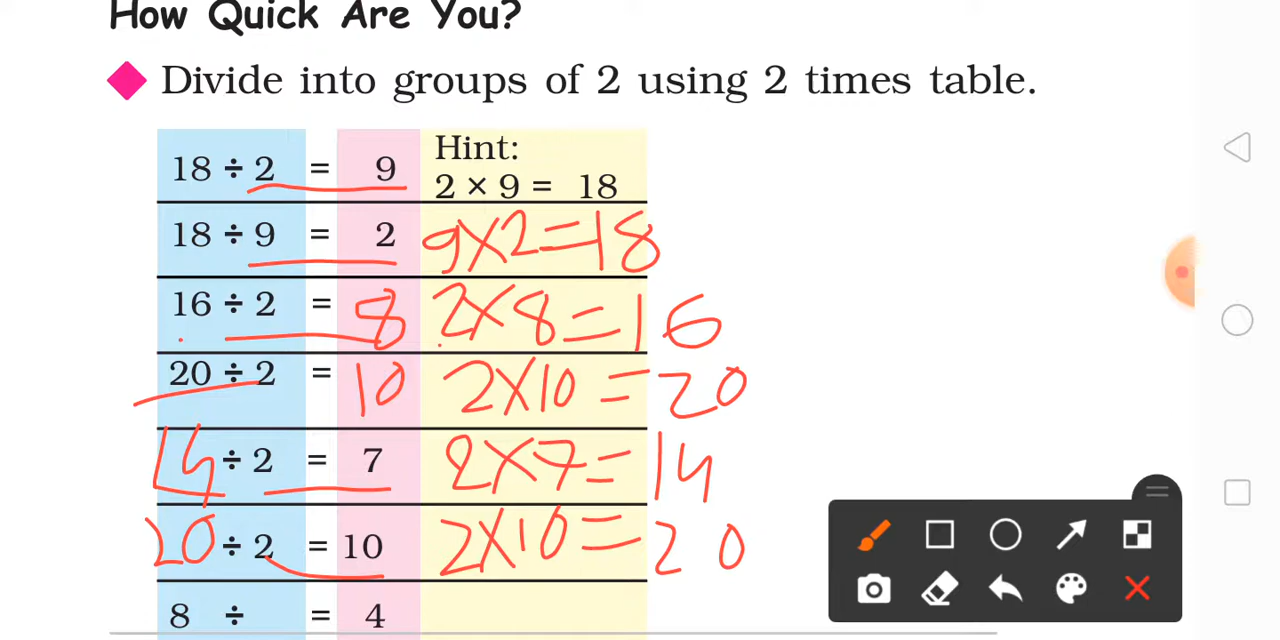 How Quick Are You?
Divide into groups of 2 using 2 times table.
18 ÷ 2 = 9 Hint:
2 × 9 = 18
18 ÷ 9 = 2 9×2=18
16 ÷ 2 = 8 2×8=16
20 ÷ 2 = 10 2×10=20
14 ÷ 2 = 7 2×7=14
20 ÷ 2 = 10 2×10=20
8 ÷ = 4